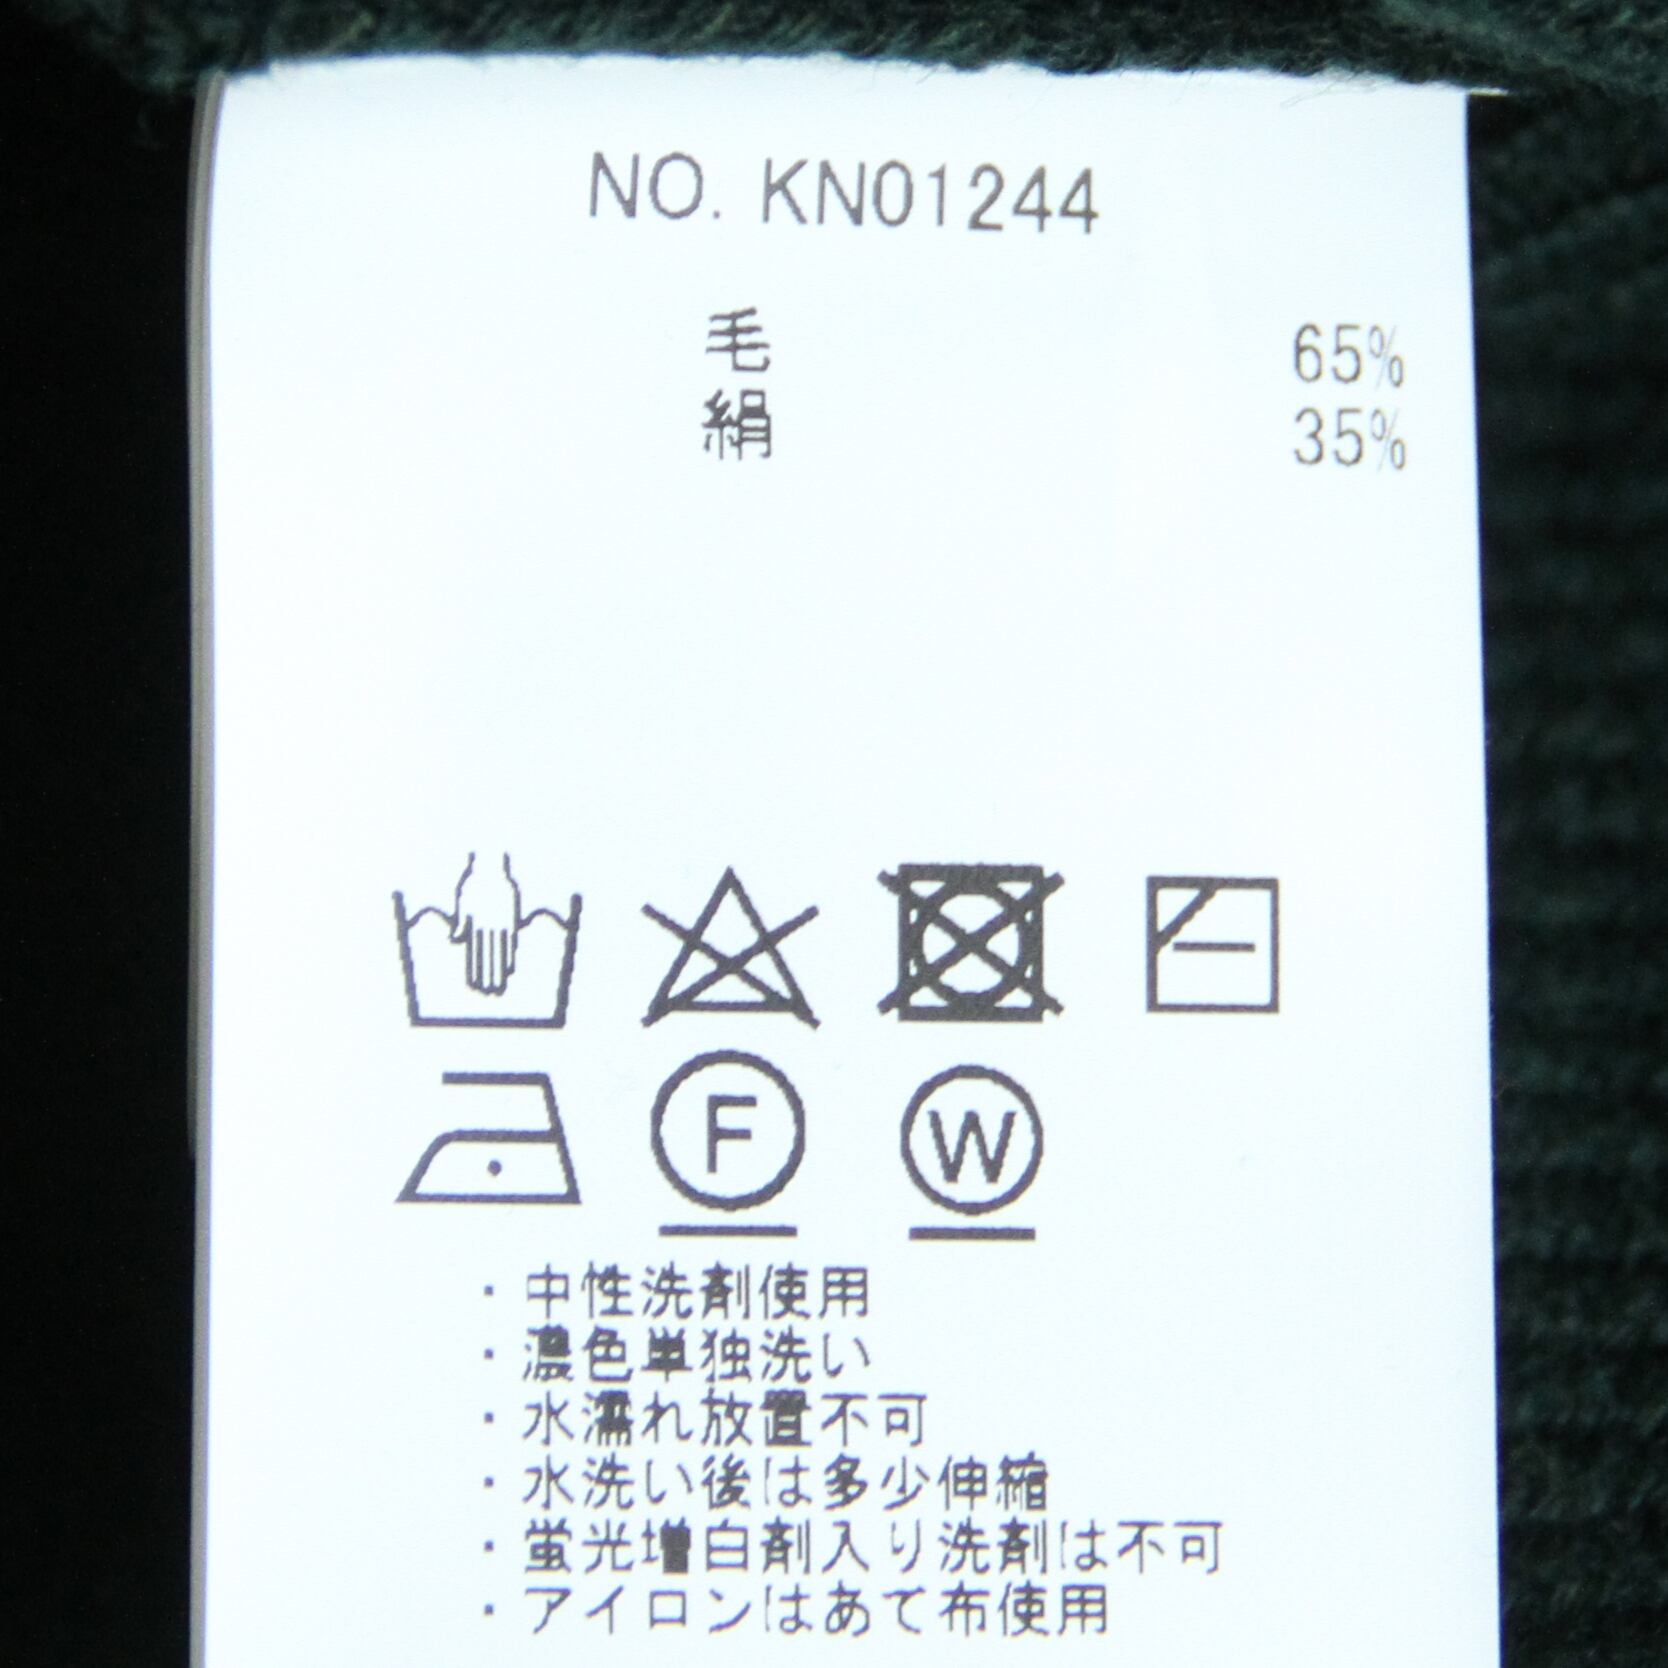 NO. KN01244
毛 65%
絹 35%
F W
・中性洗剤使用
・濃色単独洗い
・水濡れ放置不可
・水洗い後は多少伸縮
・蛍光増白剤入り洗剤は不可
・アイロンはあて布使用